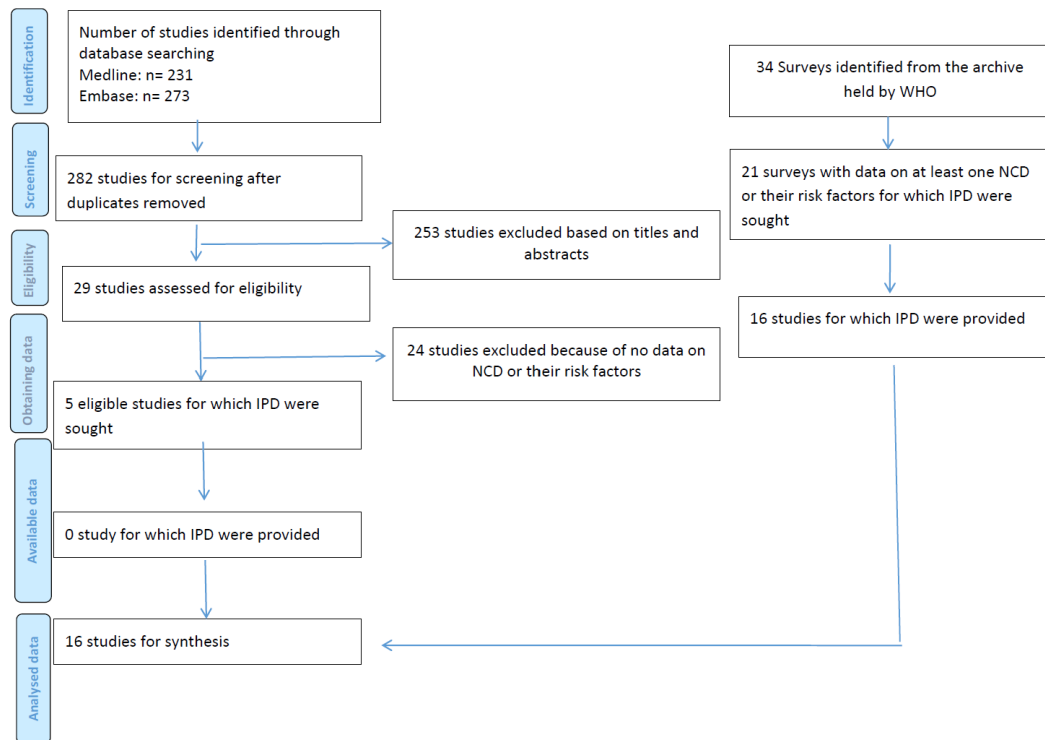 Identification
Number of studies identified through
database searching
Medline: n= 231
Embase: n= 273
34 Surveys identified from the archive
held by WHO
Screening
282 studies for screening after
duplicates removed
21 surveys with data on at least one NCD
or their risk factors for which IPD were
sought
253 studies excluded based on titles and
abstracts
Eligibility
29 studies assessed for eligibility
16 studies for which IPD were provided
Obtaining data
24 studies excluded because of no data on
NCD or their risk factors
5 eligible studies for which IPD were
sought
Available data
0 study for which IPD were provided
Analysed data
16 studies for synthesis